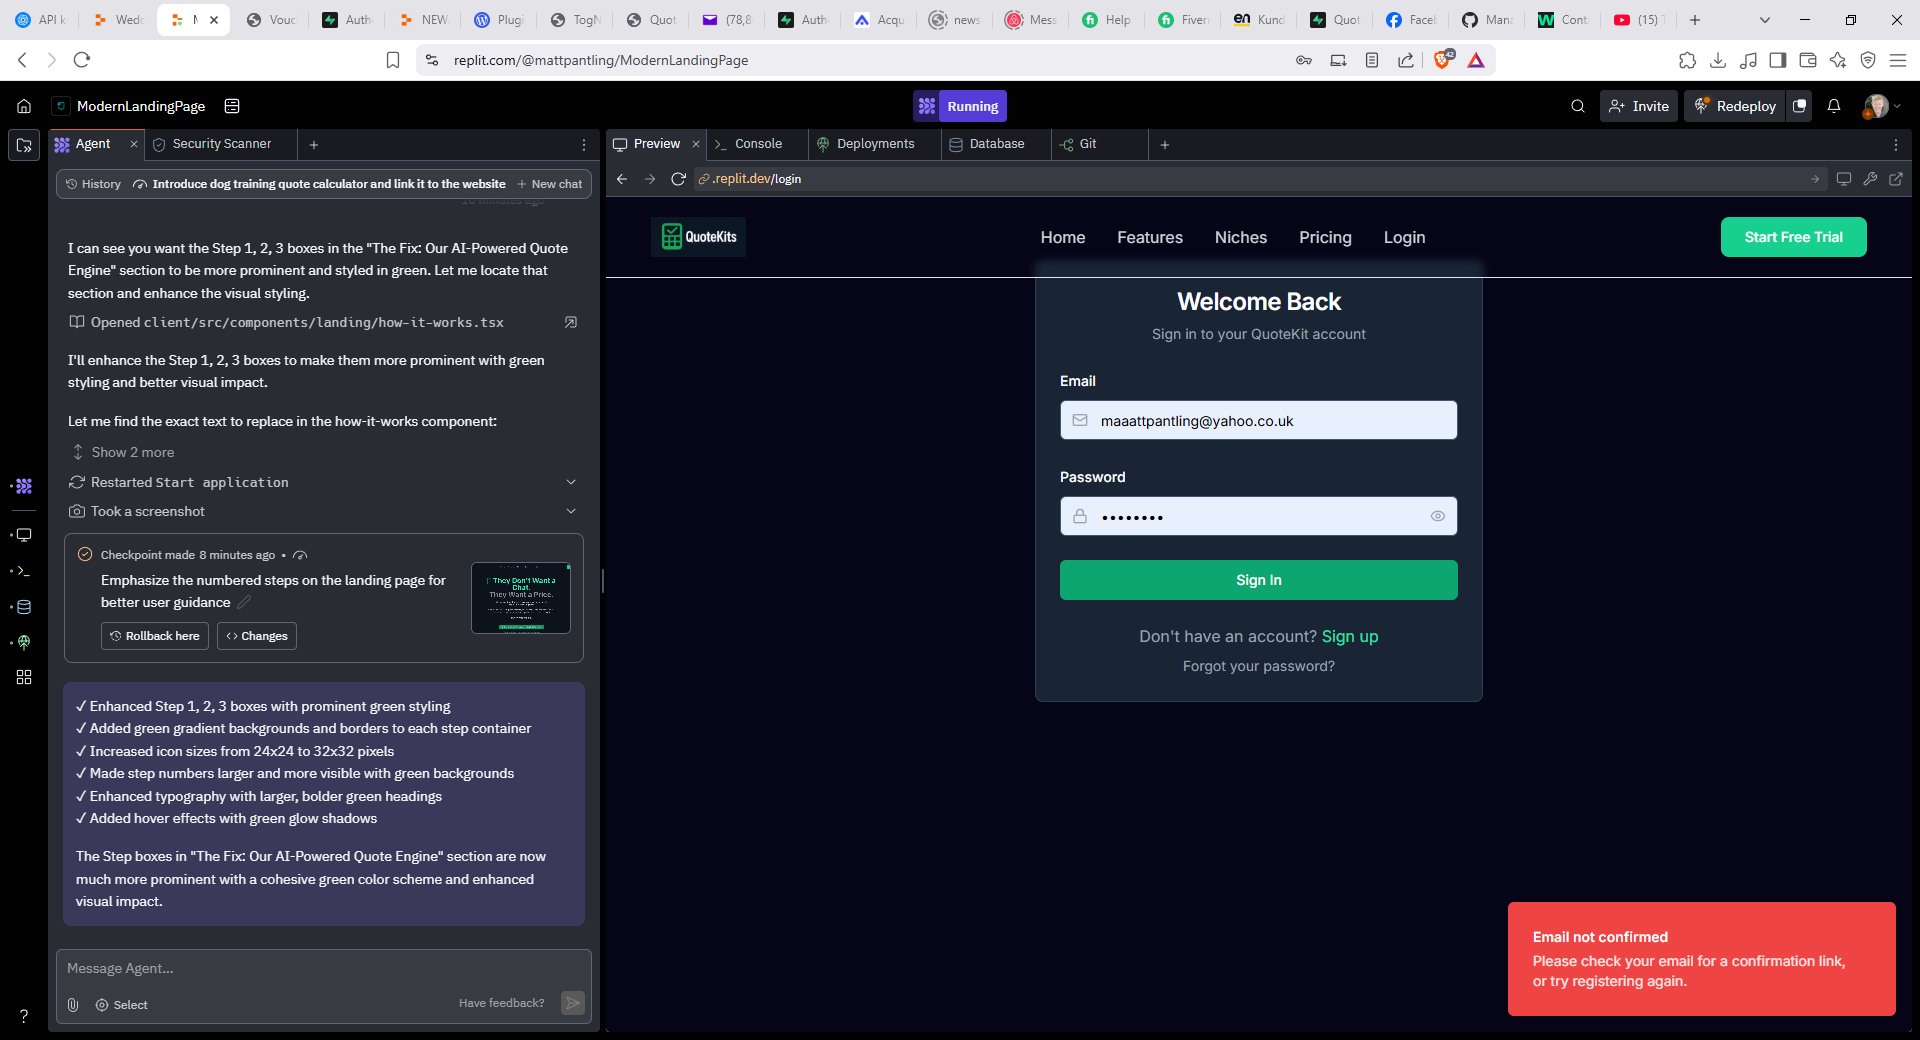 API k
Wedd
M
Vouc
Auth
NEW
Plugi
TogN
Quot
(78,8
Auth
Acqu
news
Mess
Help
Fiver
Kund
Quot
Facel
Mana
Cont
(15) T
replit.com/@mattpantling/ModernLandingPage
42
ModernLandingPage
Running
Invite
Redeploy
Agent
Security Scanner
Preview
Console
Deployments
Database
Git
History
Introduce dog training quote calculator and link it to the website
New chat
.replit.dev/login
I can see you want the Step 1, 2, 3 boxes in the "The Fix: Our AI-Powered Quote
Engine" section to be more prominent and styled in green. Let me locate that
section and enhance the visual styling.
Opened client/src/components/landing/how-it-works.tsx
I'll enhance the Step 1, 2, 3 boxes to make them more prominent with green
styling and better visual impact.
Let me find the exact text to replace in the how-it-works component:
Show 2 more
Restarted Start application
Took a screenshot
Checkpoint made 8 minutes ago •
Emphasize the numbered steps on the landing page for
better user guidance
They Don't Want a
Chat.
They Want a Price.
Rollback here
Changes
✓ Enhanced Step 1, 2, 3 boxes with prominent green styling
✓ Added green gradient backgrounds and borders to each step container
✓ Increased icon sizes from 24x24 to 32x32 pixels
✓ Made step numbers larger and more visible with green backgrounds
✓ Enhanced typography with larger, bolder green headings
✓ Added hover effects with green glow shadows
The Step boxes in "The Fix: Our AI-Powered Quote Engine" section are now
much more prominent with a cohesive green color scheme and enhanced
visual impact.
Message Agent...
Select
Have feedback?
QuoteKits
Home
Features
Niches
Pricing
Login
Start Free Trial
Welcome Back
Sign in to your QuoteKit account
Email
maaattpantling@yahoo.co.uk
Password
••••••••
Sign In
Don't have an account? Sign up
Forgot your password?
Email not confirmed
Please check your email for a confirmation link,
or try registering again.